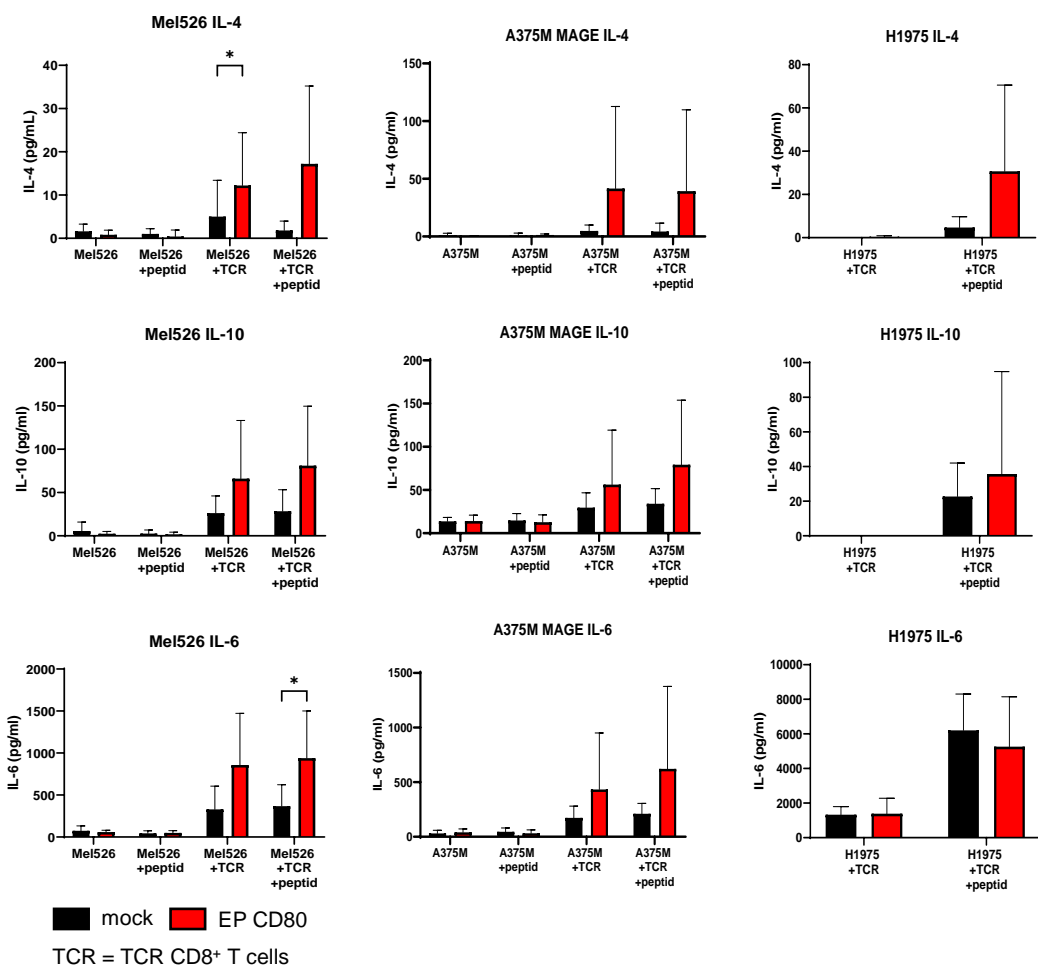 Mel526 IL-4
IL-4 (pg/mL)
40
30
20
10
0
*
Mel526
Mel526
+peptid
Mel526
+TCR
Mel526
+TCR
+peptid
A375M MAGE IL-4
IL-4 (pg/ml)
150
100
50
0
A375M
A375M
+peptid
A375M
+TCR
A375M
+TCR
+peptid
H1975 IL-4
IL-4 (pg/ml)
80
60
40
20
0
H1975
+TCR
H1975
+TCR
+peptid
Mel526 IL-10
IL-10 (pg/ml)
200
150
100
50
0
Mel526
Mel526
+peptid
Mel526
+TCR
Mel526
+TCR
+peptid
A375M MAGE IL-10
IL-10 (pg/ml)
200
150
100
50
0
A375M
A375M
+peptid
A375M
+TCR
A375M
+TCR
+peptid
H1975 IL-10
IL-10 (pg/ml)
100
80
60
40
20
0
H1975
+TCR
H1975
+TCR
+peptid
Mel526 IL-6
IL-6 (pg/ml)
2000
1500
1000
500
0
*
Mel526
Mel526
+peptid
Mel526
+TCR
Mel526
+TCR
+peptid
A375M MAGE IL-6
IL-6 (pg/ml)
1500
1000
500
0
A375M
A375M
+peptid
A375M
+TCR
A375M
+TCR
+peptid
H1975 IL-6
IL-6 (pg/ml)
10000
8000
6000
4000
2000
0
H1975
+TCR
H1975
+TCR
+peptid
mock EP CD80
TCR = TCR CD8⁺ T cells